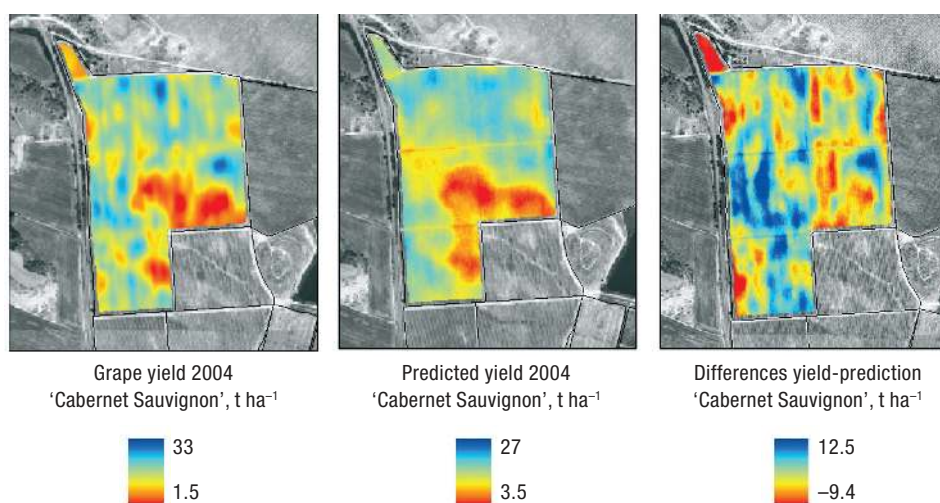 Grape yield 2004
‘Cabernet Sauvignon’, t ha⁻¹
33
1.5
Predicted yield 2004
‘Cabernet Sauvignon’, t ha⁻¹
27
3.5
Differences yield-prediction
‘Cabernet Sauvignon’, t ha⁻¹
12.5
–9.4